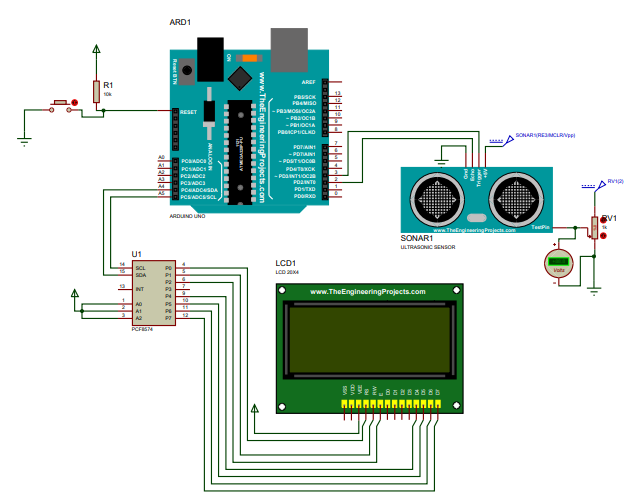 ARD1
R1
10k
Reset BTN
ON
www.TheEngineeringProjects.com
RESET
ANALOG IN
AREF
PB5/SCK
13
PB4/MISO
12
~ PB3/MOSI/OC2A
11
~ PB2/OC1B
10
~ PB1/OC1A
9
PB0/ICP1/CLKO
8
PD7/AIN1
7
~ PD6/AIN0
6
~ PD5/T1/OC0B
5
PD4/T0/XCK
4
~ PD3/INT1/OC2B
3
PD2/INT0
2
PD1/TXD
1
PD0/RXD
0
A0
PC0/ADC0
A1
PC1/ADC1
A2
PC2/ADC2
A3
PC3/ADC3
A4
PC4/ADC4/SDA
A5
PC5/ADC5/SCL
ARDUINO UNO
SONAR1(RE3/MCLR/Vpp)
Gnd
Echo
Trigger
+5V
www.TheEngineeringProjects.com
TestPin
SONAR1
ULTRASONIC SENSOR
RV1(2)
RV1
1k
+
Volts
-
U1
14
SCL
15
SDA
13
INT
1
A0
2
A1
3
A2
P0
4
P1
5
P2
6
P3
7
P4
9
P5
10
P6
11
P7
12
PCF8574
LCD1
LCD 20X4
www.TheEngineeringProjects.com
VSS
VDD
VEE
RS
RW
E
D0
D1
D2
D3
D4
D5
D6
D7